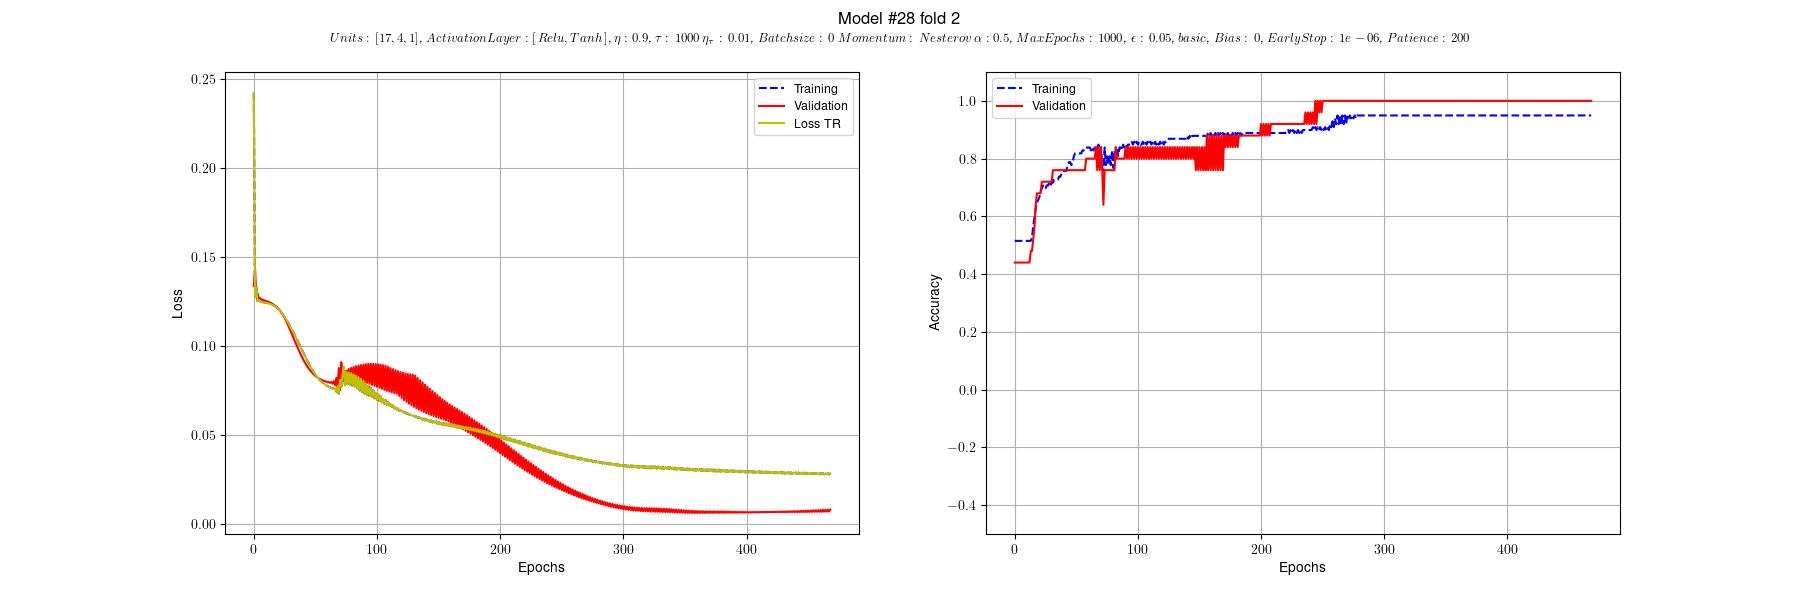 Model #28 fold 2
Units : [17, 4, 1], ActivationLayer : [Relu, Tanh], η : 0.9, τ : 1000 ητ : 0.01, Batchsize : 0 Momentum : Nesterov α : 0.5, MaxEpochs : 1000, ϵ : 0.05, basic, Bias : 0, EarlyStop : 1e − 06, Patience : 200
0.25
0.20
0.15
0.10
0.05
0.00
Loss
0 100 200 300 400
Epochs
Training
Validation
Loss TR
1.0
0.8
0.6
0.4
0.2
0.0
−0.2
−0.4
Accuracy
0 100 200 300 400
Epochs
Training
Validation